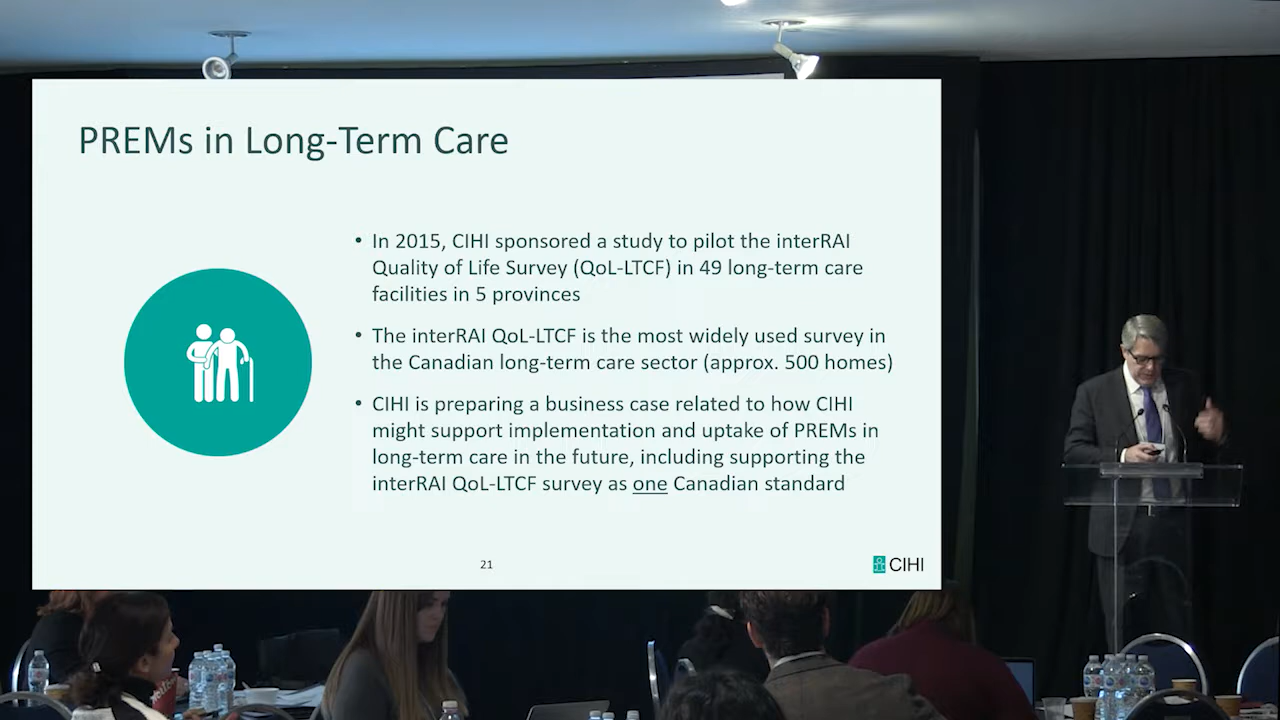 PREMs in Long-Term Care
• In 2015, CIHI sponsored a study to pilot the interRAI
Quality of Life Survey (QoL-LTCF) in 49 long-term care
facilities in 5 provinces
• The interRAI QoL-LTCF is the most widely used survey in
the Canadian long-term care sector (approx. 500 homes)
• CIHI is preparing a business case related to how CIHI
might support implementation and uptake of PREMs in
long-term care in the future, including supporting the
interRAI QoL-LTCF survey as one Canadian standard
21
CIHI